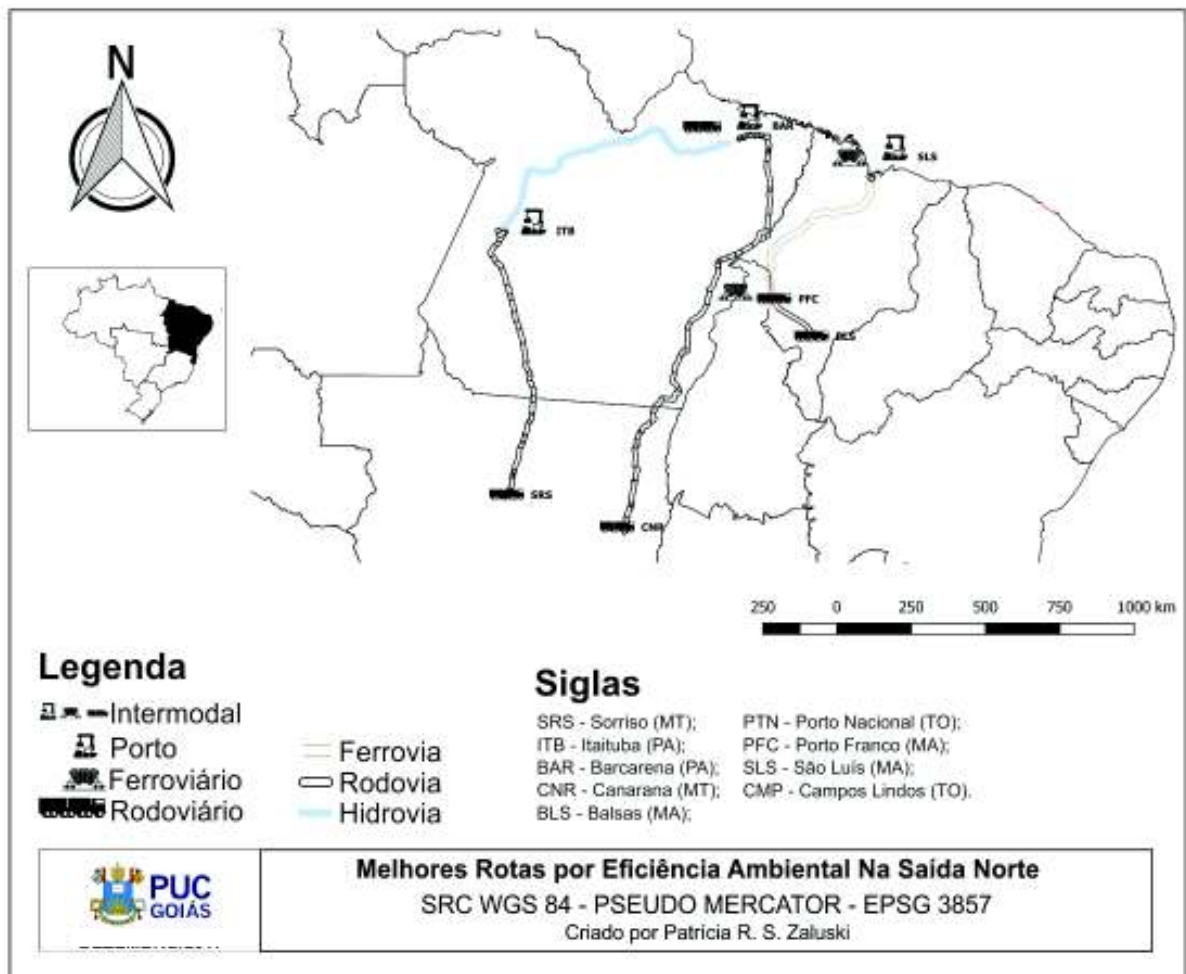 N
BAR
SLS
ITB
PFC
BLS
SRS
CNR
250 0 250 500 750 1000 km
Legenda
Intermodal
Porto
Ferroviário
Rodoviário
Ferrovia
Rodovia
Hidrovia
Siglas
SRS - Sorriso (MT);
ITB - Itaituba (PA);
BAR - Barcarena (PA);
CNR - Canarana (MT);
BLS - Balsas (MA);
PTN - Porto Nacional (TO);
PFC - Porto Franco (MA);
SLS - São Luís (MA);
CMP - Campos Lindos (TO).
PUC
GOIÁS
Melhores Rotas por Eficiência Ambiental Na Saída Norte
SRC WGS 84 - PSEUDO MERCATOR - EPSG 3857
Criado por Patricia R. S. Zaluski